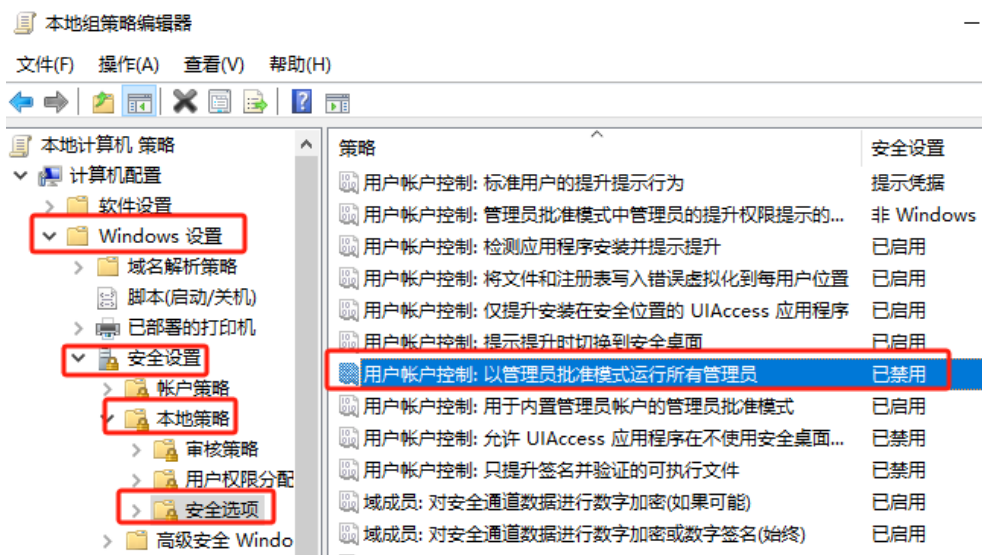 本地组策略编辑器
文件(F) 操作(A) 查看(V) 帮助(H)
本地计算机 策略
计算机配置
软件设置
Windows 设置
域名解析策略
脚本(启动/关机)
已部署的打印机
安全设置
帐户策略
本地策略
审核策略
用户权限分配
安全选项
高级安全 Windo
策略 安全设置
用户帐户控制: 标准用户的提升提示行为 提示凭据
用户帐户控制: 管理员批准模式中管理员的提升权限提示的... 非 Windows
用户帐户控制: 检测应用程序安装并提示提升 已启用
用户帐户控制: 将文件和注册表写入错误虚拟化到每用户位置 已启用
用户帐户控制: 仅提升安装在安全位置的 UIAccess 应用程序 已启用
用户帐户控制: 提示提升时切换到安全桌面 已启用
用户帐户控制: 以管理员批准模式运行所有管理员 已禁用
用户帐户控制: 用于内置管理员帐户的管理员批准模式 已启用
用户帐户控制: 允许 UIAccess 应用程序在不使用安全桌面... 已禁用
用户帐户控制: 只提升签名并验证的可执行文件 已禁用
域成员: 对安全通道数据进行数字加密(如果可能) 已启用
域成员: 对安全通道数据进行数字加密或数字签名(始终) 已启用